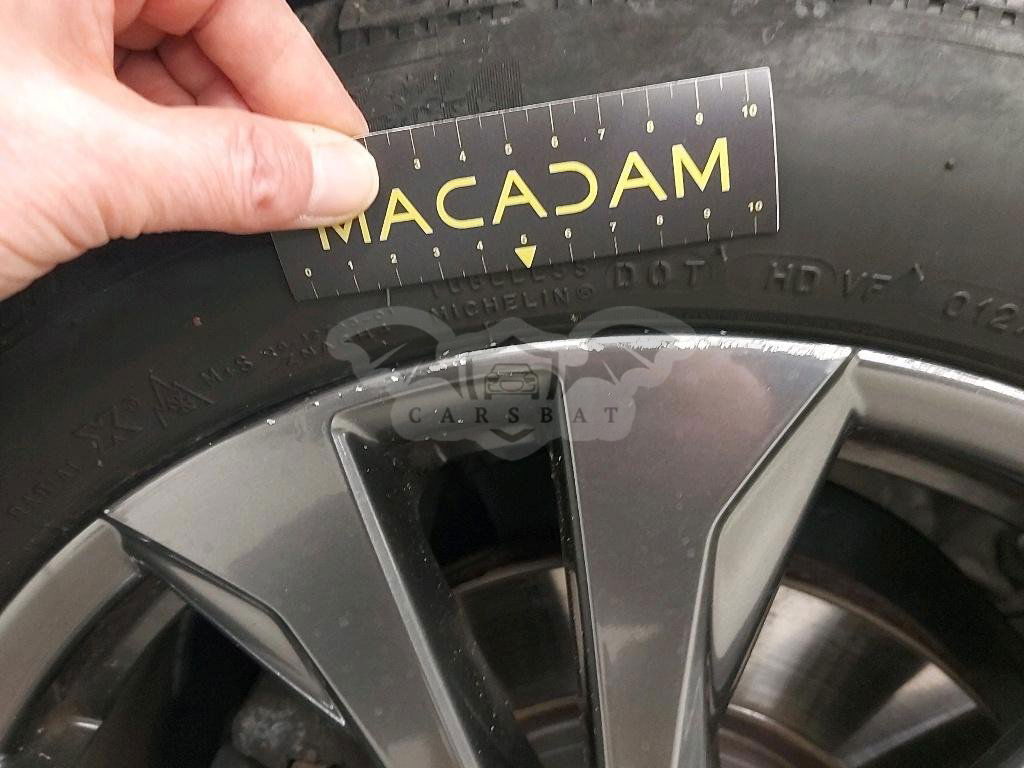 3 4 5 6 7 8 9 10
MACADAM
0 1 2 3 4 5 6 7 8 9 10
TUBELESS
MICHELIN® DOT HD VF
M+S
CARSBAT